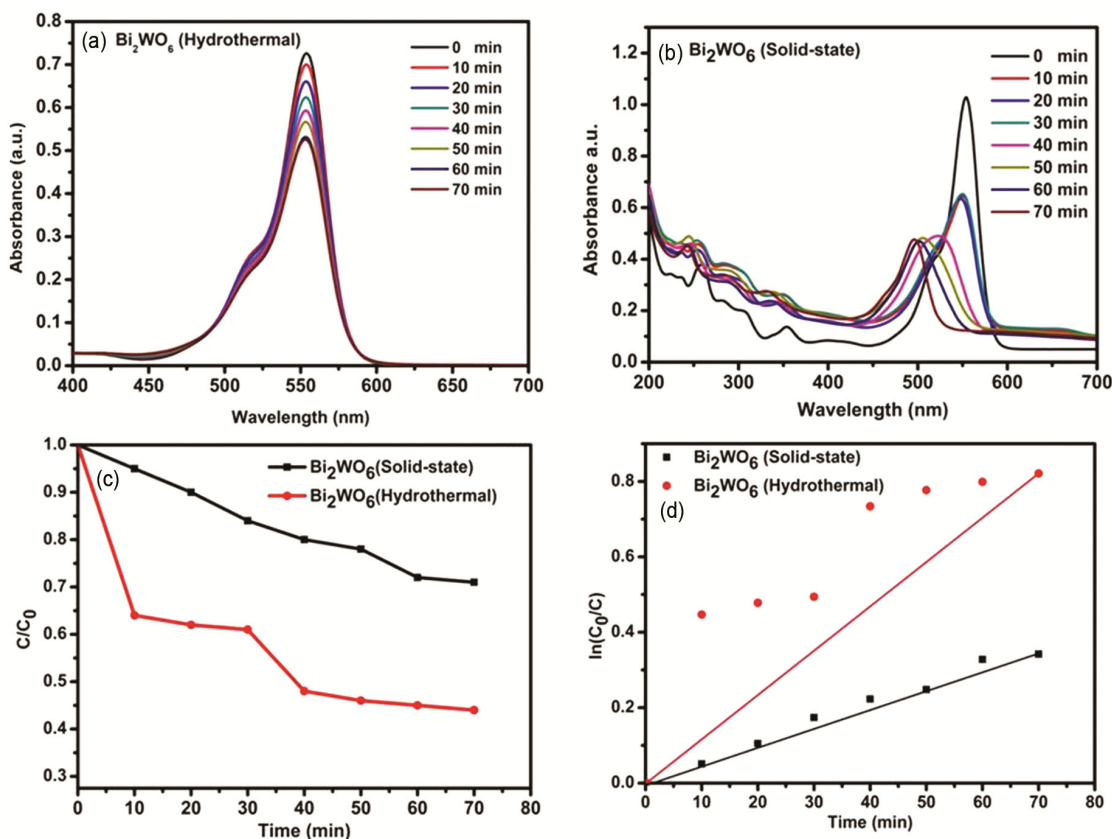 (a) Bi₂WO₆ (Hydrothermal)
0 min
10 min
20 min
30 min
40 min
50 min
60 min
70 min
Absorbance (a.u.)
0.7
0.6
0.5
0.4
0.3
0.2
0.1
0.0
400 450 500 550 600 650 700
Wavelength (nm)
(b) Bi₂WO₆ (Solid-state)
0 min
10 min
20 min
30 min
40 min
50 min
60 min
70 min
Absorbance a.u.
1.2
1.0
0.8
0.6
0.4
0.2
0.0
200 300 400 500 600 700
Wavelength (nm)
(c)
Bi₂WO₆(Solid-state)
Bi₂WO₆(Hydrothermal)
C/C₀
1.0
0.9
0.8
0.7
0.6
0.5
0.4
0.3
0 10 20 30 40 50 60 70 80
Time (min)
(d)
Bi₂WO₆ (Solid-state)
Bi₂WO₆ (Hydrothermal)
ln(C₀/C)
0.8
0.6
0.4
0.2
0.0
0 10 20 30 40 50 60 70 80
Time (min)